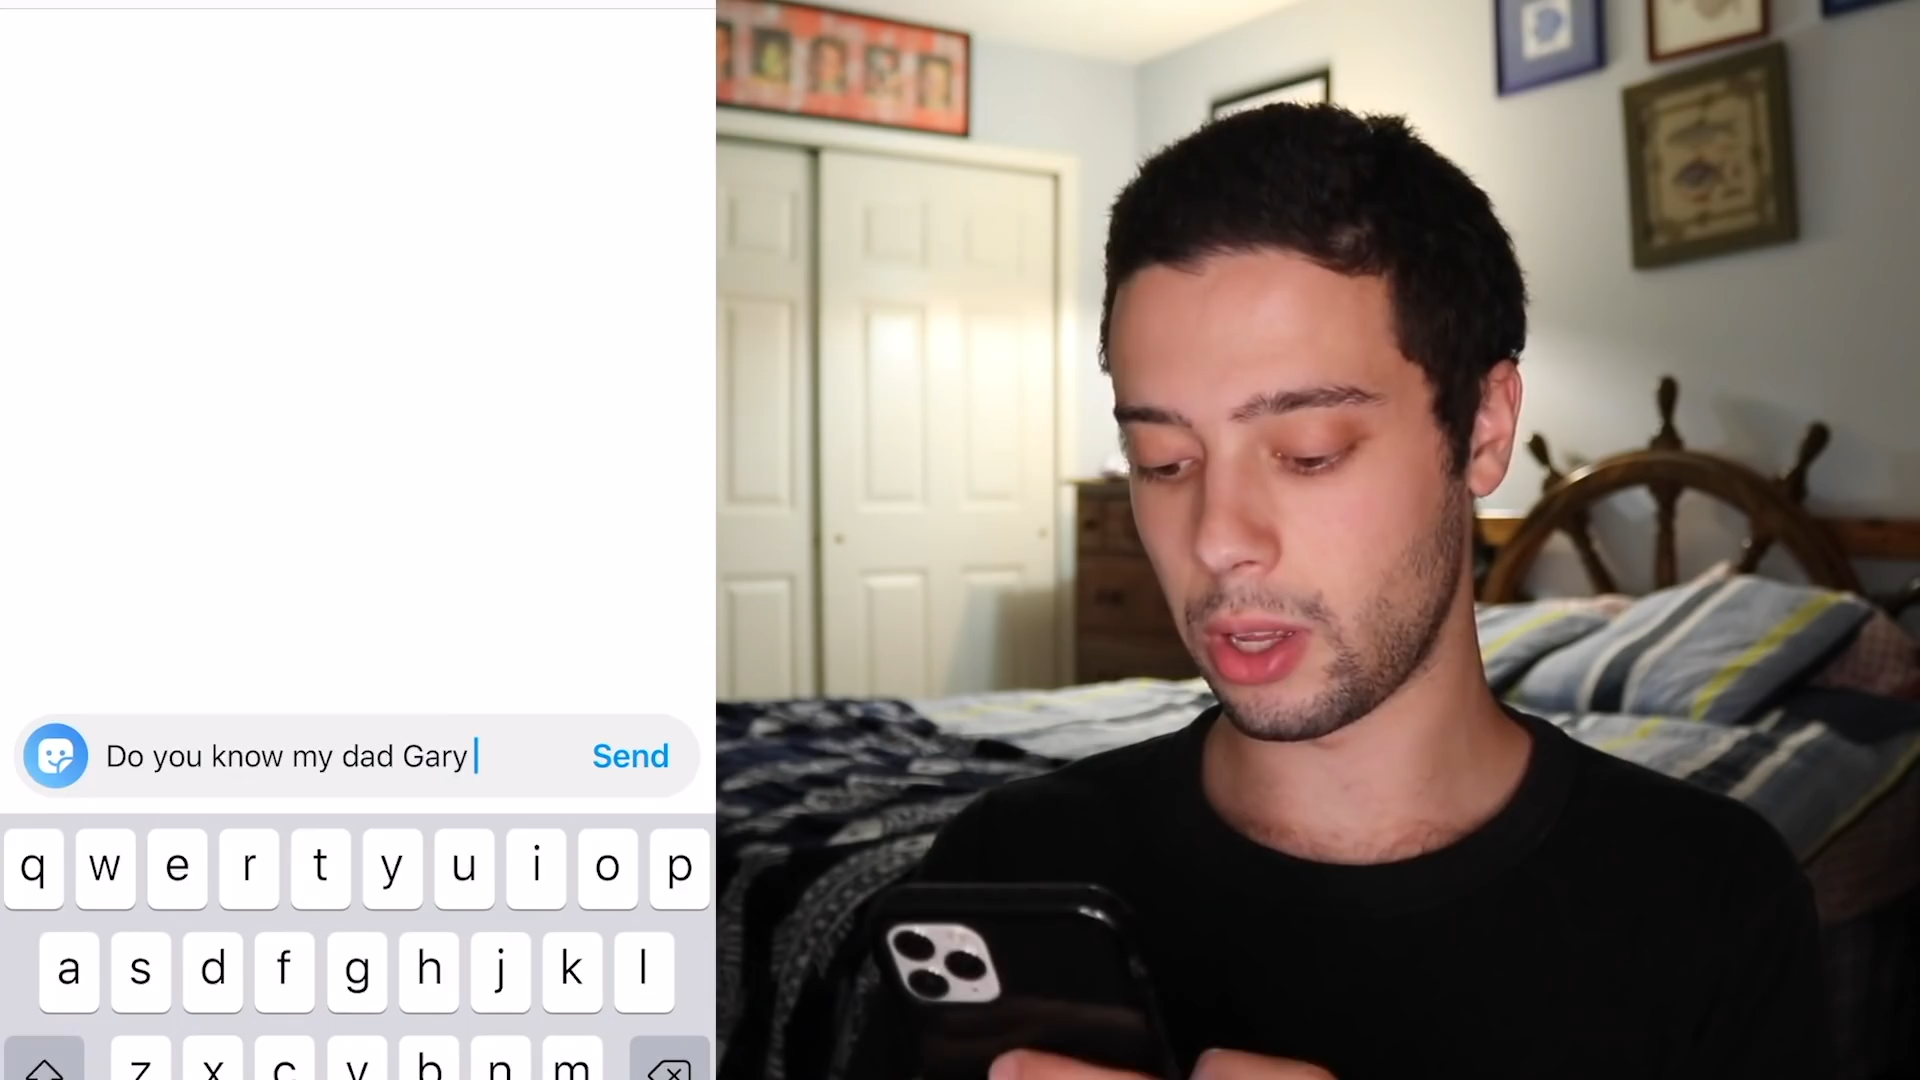 Do you know my dad Gary
Send
q w e r t y u i o p
a s d f g h j k l
z x c v b n m